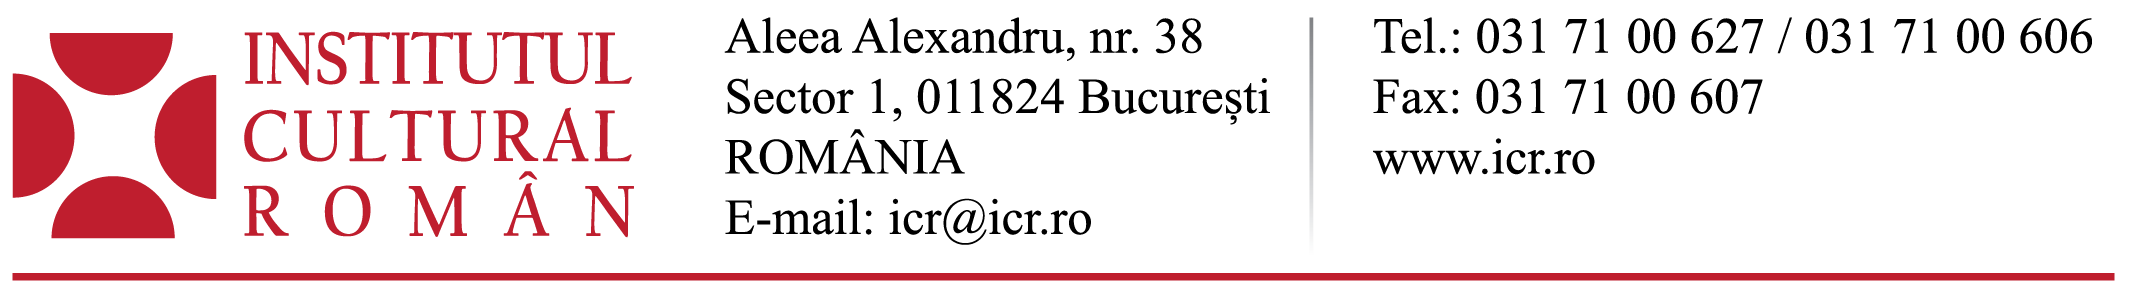 INSTITUTUL
CULTURAL
ROMÂN
Aleea Alexandru, nr. 38
Sector 1, 011824 București
ROMÂNIA
E-mail: icr@icr.ro
Tel.: 031 71 00 627 / 031 71 00 606
Fax: 031 71 00 607
www.icr.ro